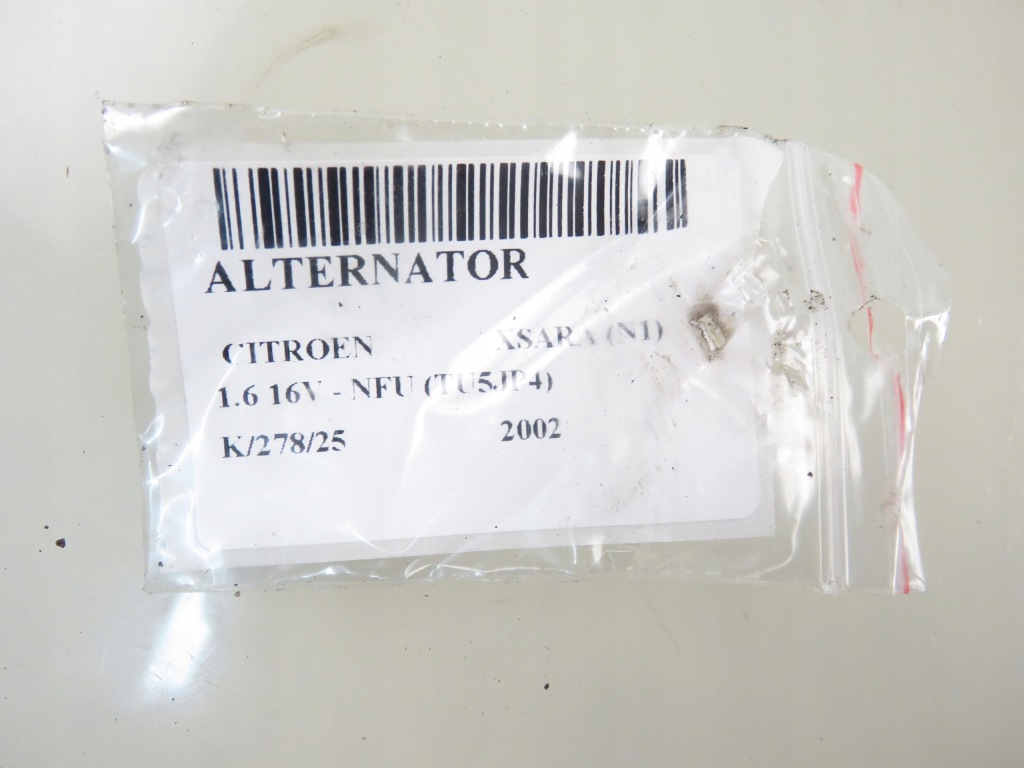 ALTERNATOR
CITROEN XSARA (N1)
1.6 16V - NFU (TU5JP4)
K/278/25 2002